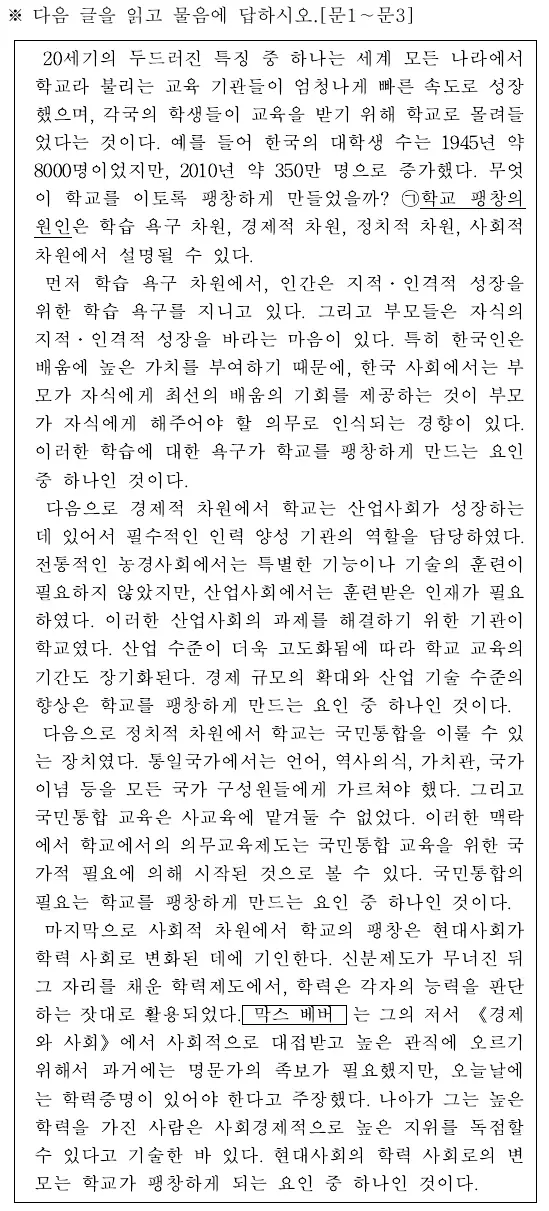 ※ 다음 글을 읽고 물음에 답하시오.[문1～문3]
20세기의 두드러진 특징 중 하나는 세계 모든 나라에서
학교라 불리는 교육 기관들이 엄청나게 빠른 속도로 성장
했으며, 각국의 학생들이 교육을 받기 위해 학교로 몰려들
었다는 것이다. 예를 들어 한국의 대학생 수는 1945년 약
8000명이었지만, 2010년 약 350만 명으로 증가했다. 무엇
이 학교를 이토록 팽창하게 만들었을까? ㉠학교 팽창의
원인은 학습 욕구 차원, 경제적 차원, 정치적 차원, 사회적
차원에서 설명될 수 있다.
먼저 학습 욕구 차원에서, 인간은 지적·인격적 성장을
위한 학습 욕구를 지니고 있다. 그리고 부모들은 자식의
지적·인격적 성장을 바라는 마음이 있다. 특히 한국인은
배움에 높은 가치를 부여하기 때문에, 한국 사회에서는 부
모가 자식에게 최선의 배움의 기회를 제공하는 것이 부모
가 자식에게 해주어야 할 의무로 인식되는 경향이 있다.
이러한 학습에 대한 욕구가 학교를 팽창하게 만드는 요인
중 하나인 것이다.
다음으로 경제적 차원에서 학교는 산업사회가 성장하는
데 있어서 필수적인 인력 양성 기관의 역할을 담당하였다.
전통적인 농경사회에서는 특별한 기능이나 기술의 훈련이
필요하지 않았지만, 산업사회에서는 훈련받은 인재가 필요
하였다. 이러한 산업사회의 과제를 해결하기 위한 기관이
학교였다. 산업 수준이 더욱 고도화됨에 따라 학교 교육의
기간도 장기화된다. 경제 규모의 확대와 산업 기술 수준의
향상은 학교를 팽창하게 만드는 요인 중 하나인 것이다.
다음으로 정치적 차원에서 학교는 국민통합을 이룰 수 있
는 장치였다. 통일국가에서는 언어, 역사의식, 가치관, 국가
이념 등을 모든 국가 구성원들에게 가르쳐야 했다. 그리고
국민통합 교육은 사교육에 맡겨둘 수 없었다. 이러한 맥락
에서 학교에서의 의무교육제도는 국민통합 교육을 위한 국
가적 필요에 의해 시작된 것으로 볼 수 있다. 국민통합의
필요는 학교를 팽창하게 만드는 요인 중 하나인 것이다.
마지막으로 사회적 차원에서 학교의 팽창은 현대사회가
학력 사회로 변화된 데에 기인한다. 신분제도가 무너진 뒤
그 자리를 채운 학력제도에서, 학력은 각자의 능력을 판단
하는 잣대로 활용되었다. 막스 베버 는 그의 저서 《경제
와 사회》에서 사회적으로 대접받고 높은 관직에 오르기
위해서 과거에는 명문가의 족보가 필요했지만, 오늘날에
는 학력증명이 있어야 한다고 주장했다. 나아가 그는 높은
학력을 가진 사람은 사회경제적으로 높은 지위를 독점할
수 있다고 기술한 바 있다. 현대사회의 학력 사회로의 변
모는 학교가 팽창하게 되는 요인 중 하나인 것이다.